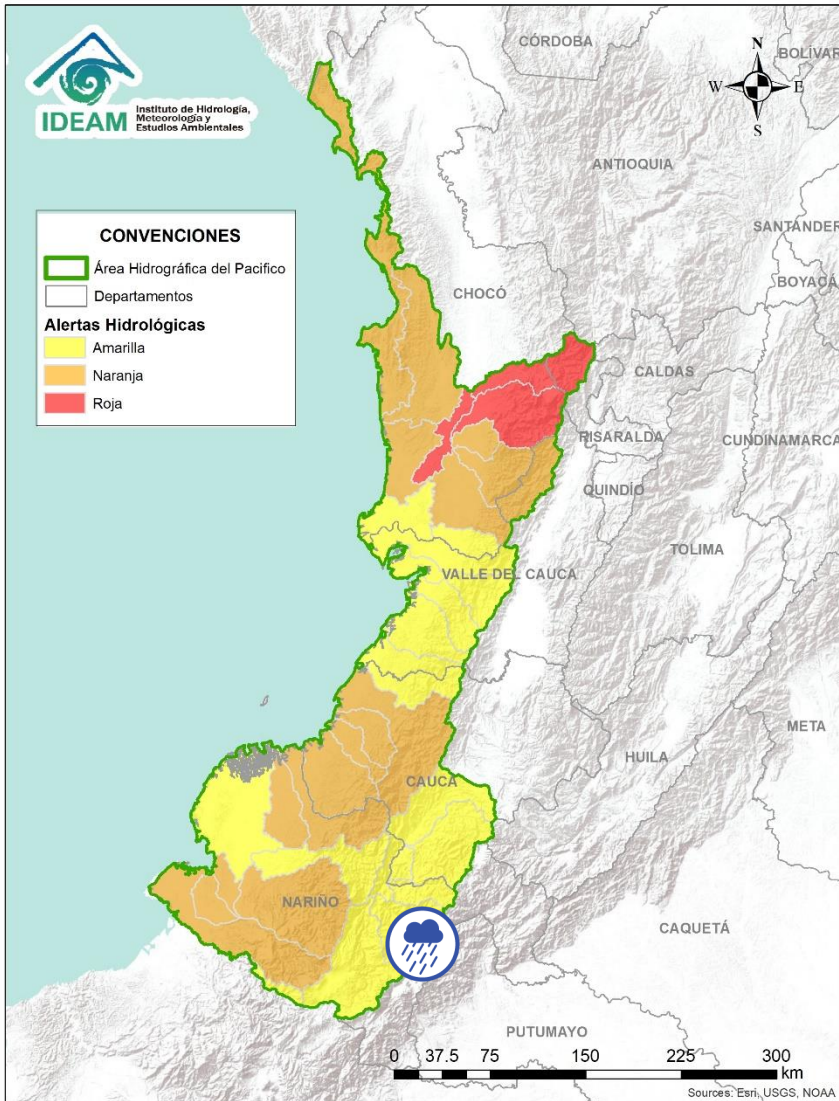 IDEAM
Instituto de Hidrología,
Meteorología y
Estudios Ambientales
N
W E
S
CONVENCIONES
Área Hidrográfica del Pacifico
Departamentos
Alertas Hidrológicas
Amarilla
Naranja
Roja
CÓRDOBA
BOLÍVAR
ANTIOQUIA
SANTANDER
BOYACÁ
CHOCÓ
CALDAS
RISARALDA
CUNDINAMARCA
QUINDÍO
TOLIMA
VALLE DEL CAUCA
META
HUILA
CAUCA
NARIÑO
CAQUETÁ
PUTUMAYO
0 37.5 75 150 225 300
km
Sources: Esri, USGS, NOAA